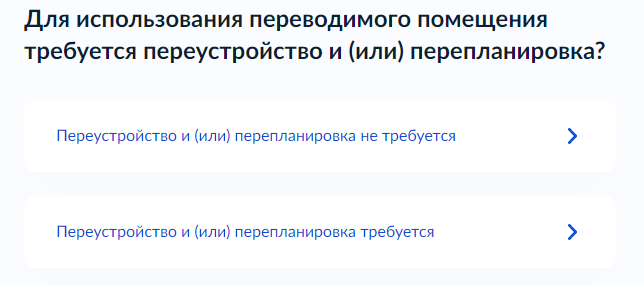 Для использования переводимого помещения
требуется переустройство и (или) перепланировка?
Переустройство и (или) перепланировка не требуется
Переустройство и (или) перепланировка требуется